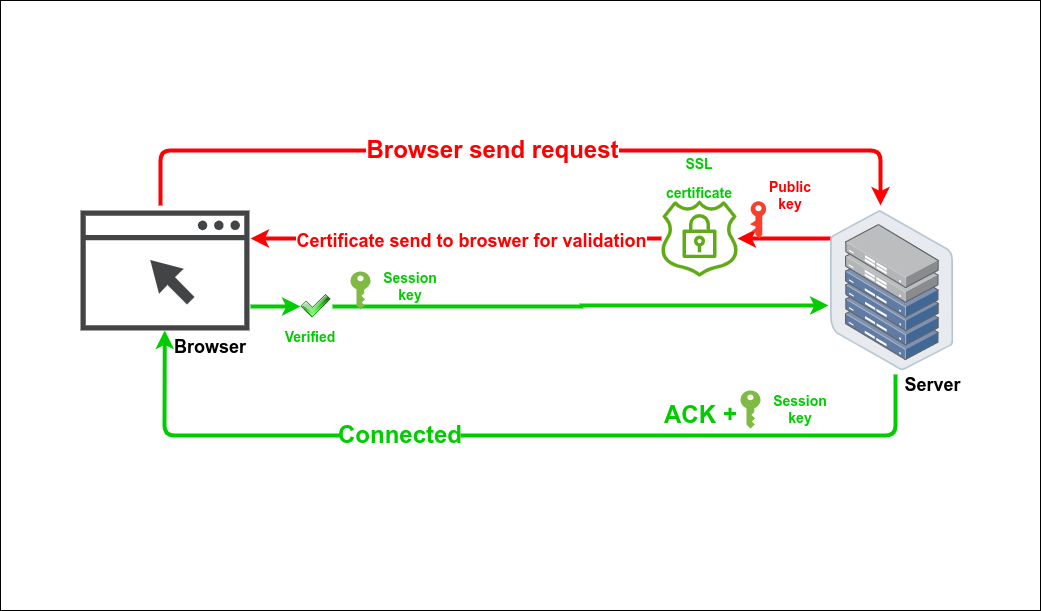 Browser send request
SSL
certificate
Public
key
Certificate send to broswer for validation
Session
key
Verified
Browser
Server
ACK +
Session
key
Connected